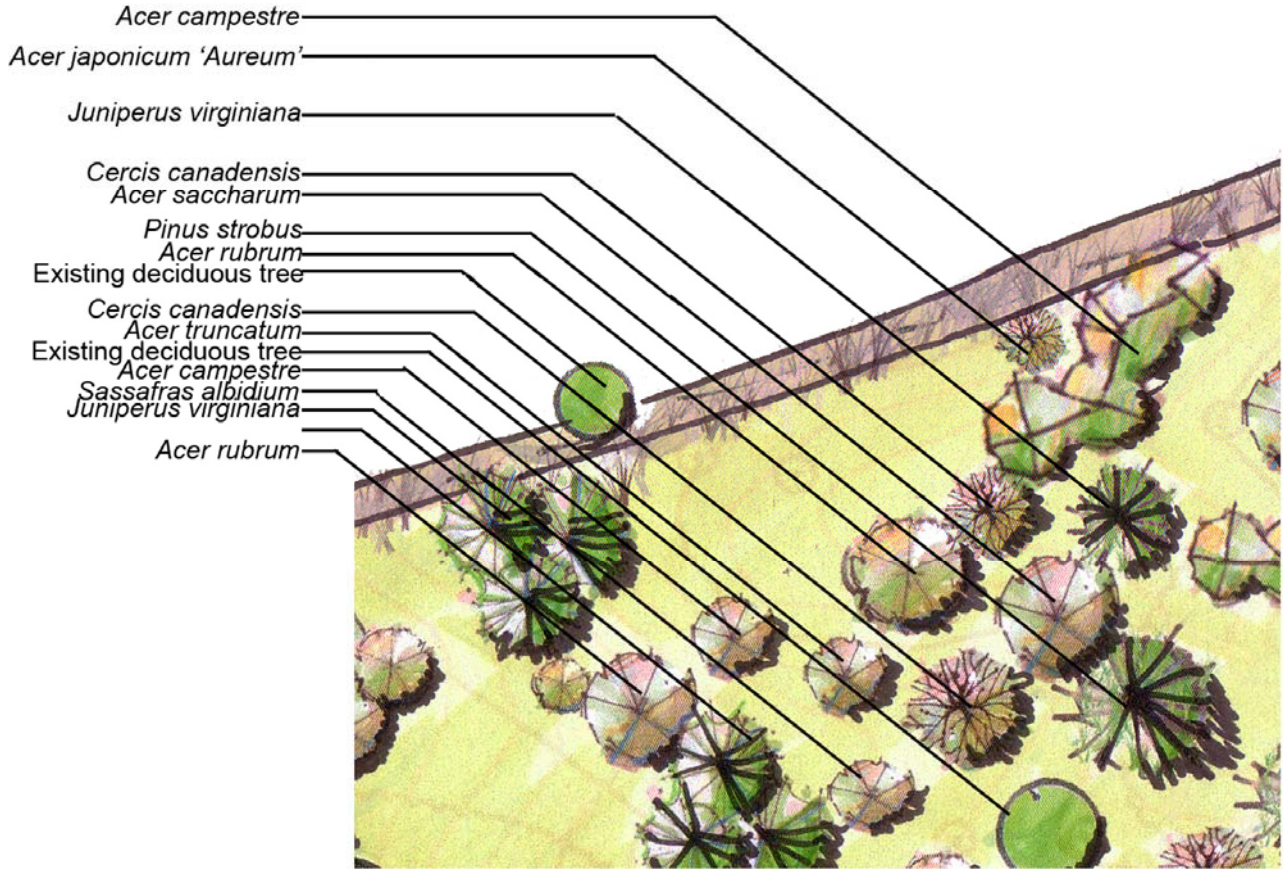 Acer campestre
Acer japonicum ‘Aureum’
Juniperus virginiana
Cercis canadensis
Acer saccharum
Pinus strobus
Acer rubrum
Existing deciduous tree
Cercis canadensis
Acer truncatum
Existing deciduous tree
Acer campestre
Sassafras albidium
Juniperus virginiana
Acer rubrum